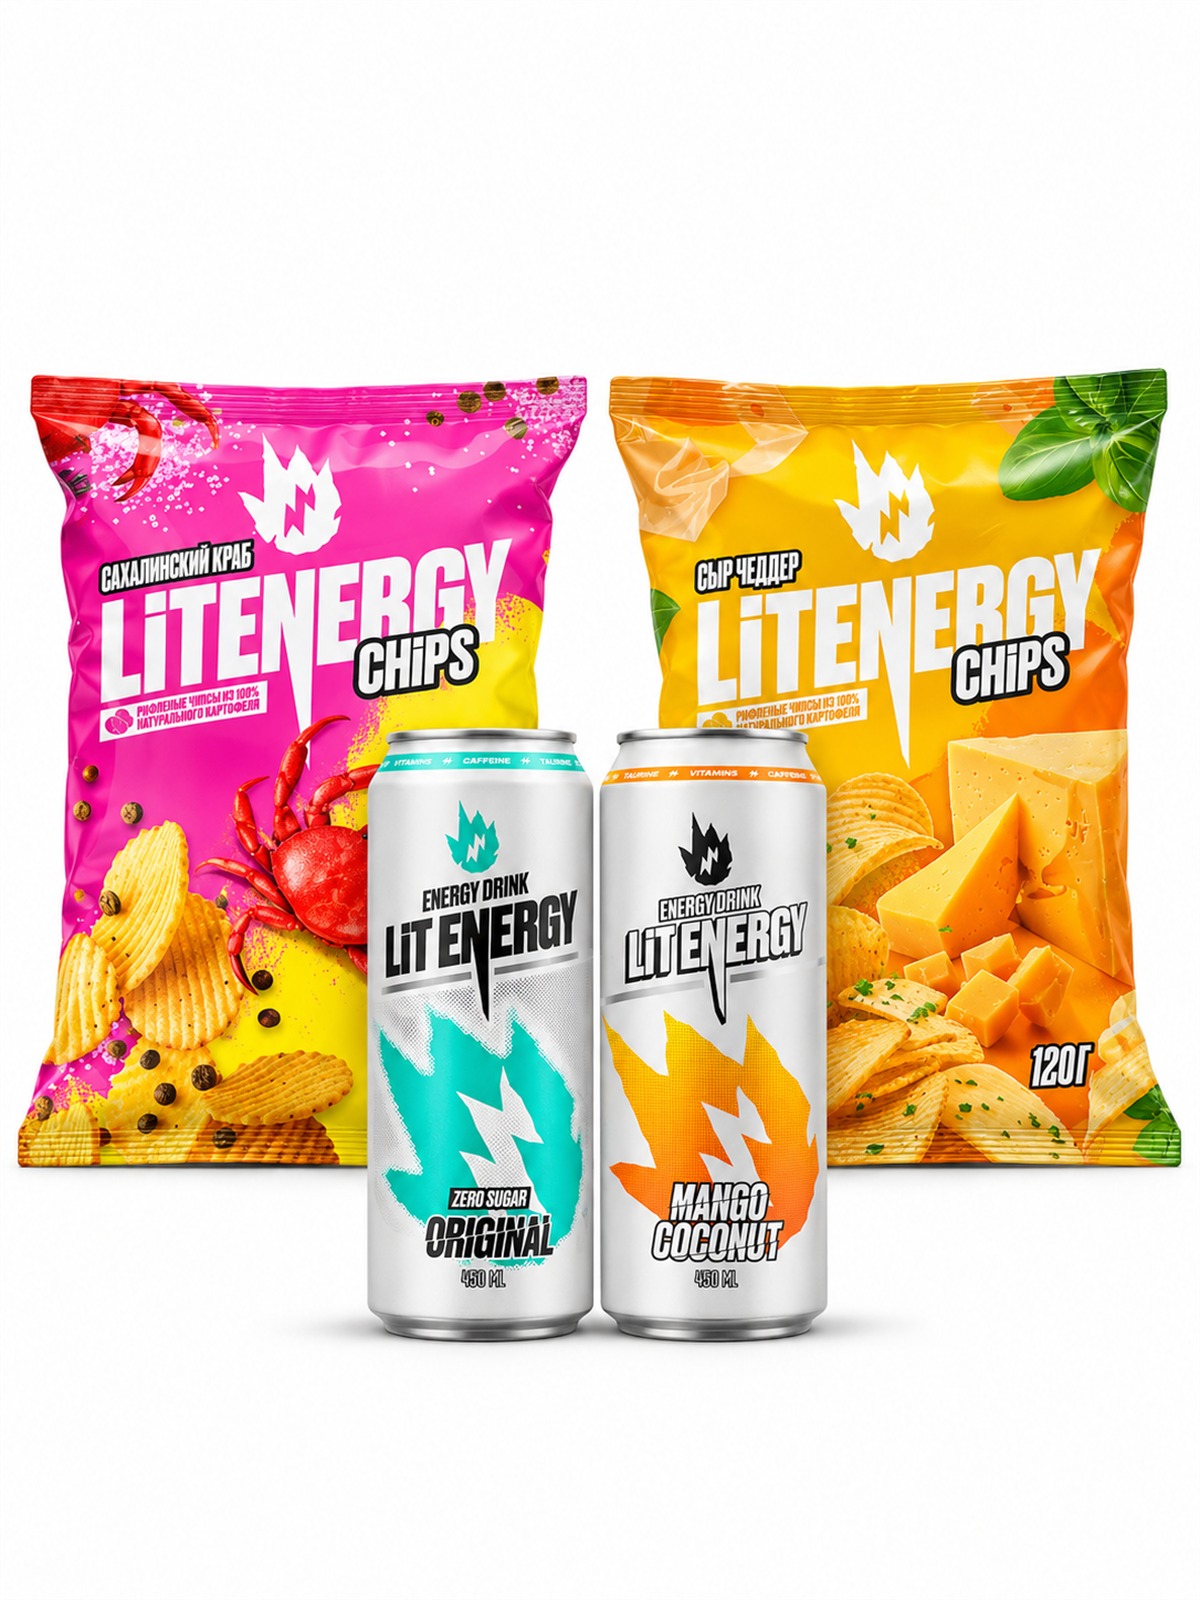 САХАЛИНСКИЙ КРАБ
LiTENERGY
CHiPS
РИФЛЕНЫЕ ЧИПСЫ ИЗ 100%
НАТУРАЛЬНОГО КАРТОФЕЛЯ
СЫР ЧЕДДЕР
LiTENERGY
CHiPS
РИФЛЕНЫЕ ЧИПСЫ ИЗ 100%
НАТУРАЛЬНОГО КАРТОФЕЛЯ
120Г
VITAMINS CAFFEINE TAURINE
ENERGY DRINK
LiT ENERGY
ZERO SUGAR
ORIGINAL
450 ML
TAURINE VITAMINS CAFFEINE
ENERGY DRINK
LiT ENERGY
MANGO
COCONUT
450 ML